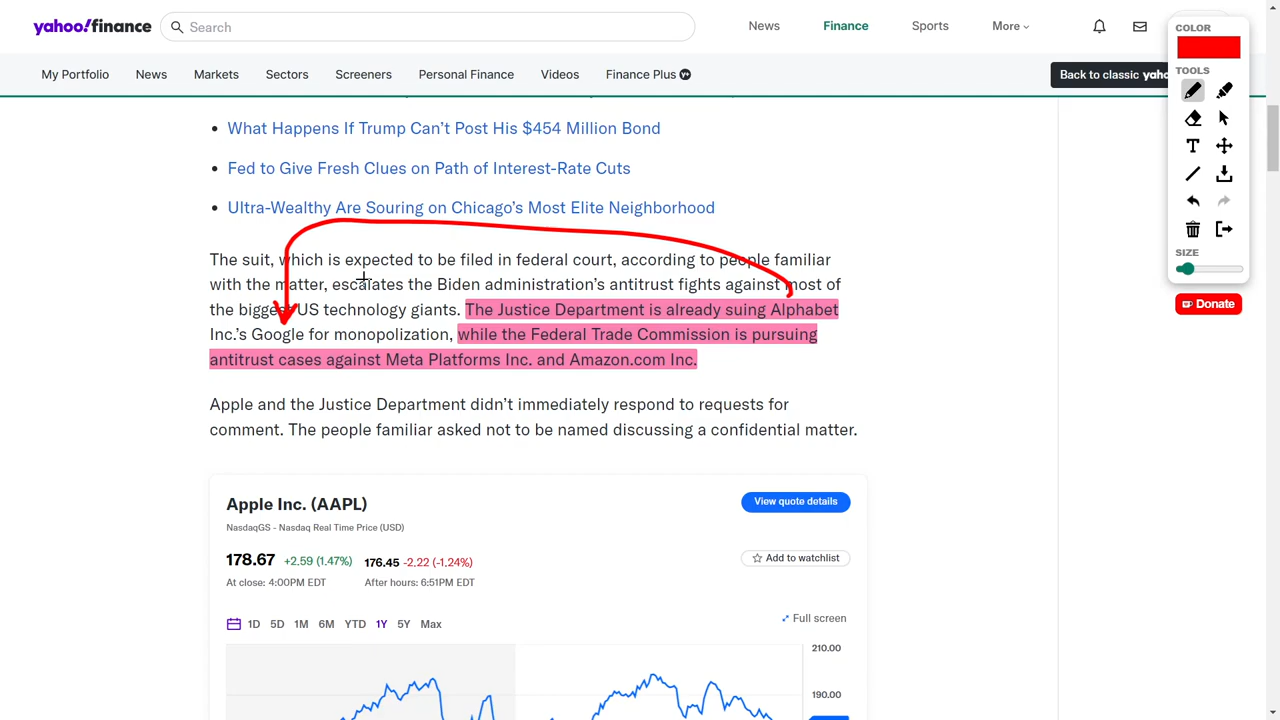 yahoo!finance
Search
News
Finance
Sports
More
COLOR
My Portfolio
News
Markets
Sectors
Screeners
Personal Finance
Videos
Finance Plus
Back to classic
TOOLS
What Happens If Trump Can’t Post His $454 Million Bond
Fed to Give Fresh Clues on Path of Interest-Rate Cuts
Ultra-Wealthy Are Souring on Chicago’s Most Elite Neighborhood
SIZE
Donate
The suit, which is expected to be filed in federal court, according to people familiar
with the matter, escalates the Biden administration’s antitrust fights against most of
the biggest US technology giants. The Justice Department is already suing Alphabet
Inc.’s Google for monopolization, while the Federal Trade Commission is pursuing
antitrust cases against Meta Platforms Inc. and Amazon.com Inc.
Apple and the Justice Department didn’t immediately respond to requests for
comment. The people familiar asked not to be named discussing a confidential matter.
Apple Inc. (AAPL)
View quote details
NasdaqGS - Nasdaq Real Time Price (USD)
178.67 +2.59 (1.47%) 176.45 -2.22 (-1.24%)
Add to watchlist
At close: 4:00PM EDT After hours: 6:51PM EDT
1D 5D 1M 6M YTD 1Y 5Y Max
Full screen
210.00
190.00